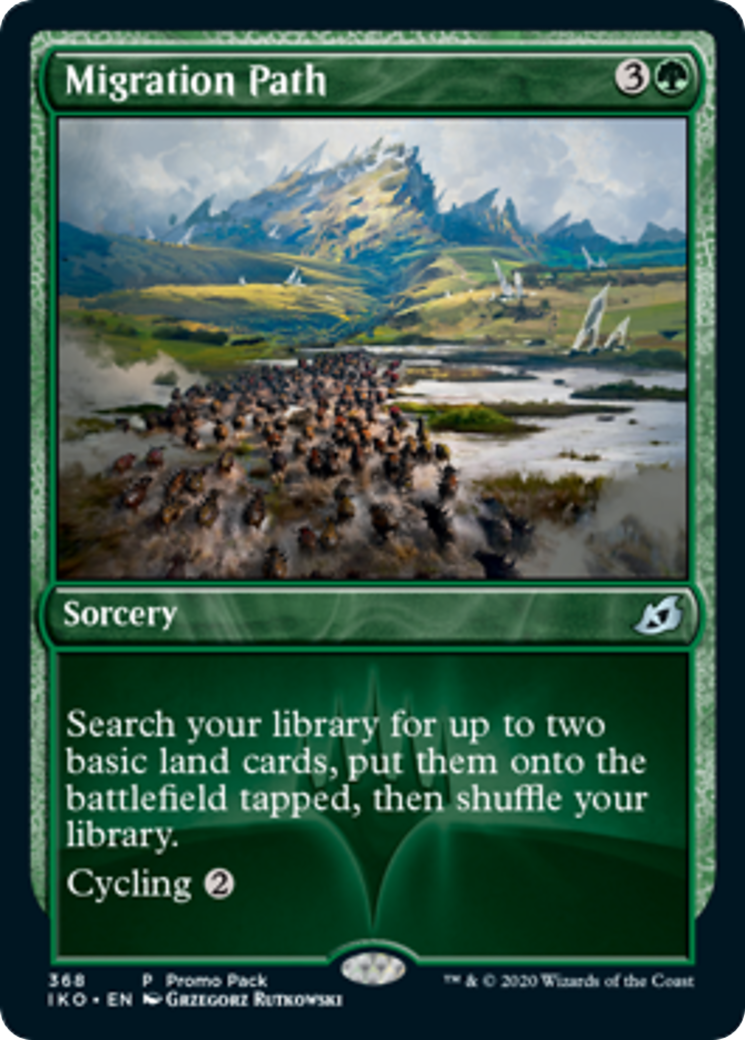 Migration Path 3
Sorcery
Search your library for up to two
basic land cards, put them onto the
battlefield tapped, then shuffle your
library.
Cycling 2
368 P Promo Pack
IKO • EN Grzegorz Rutkowski
™ & © 2020 Wizards of the Coast